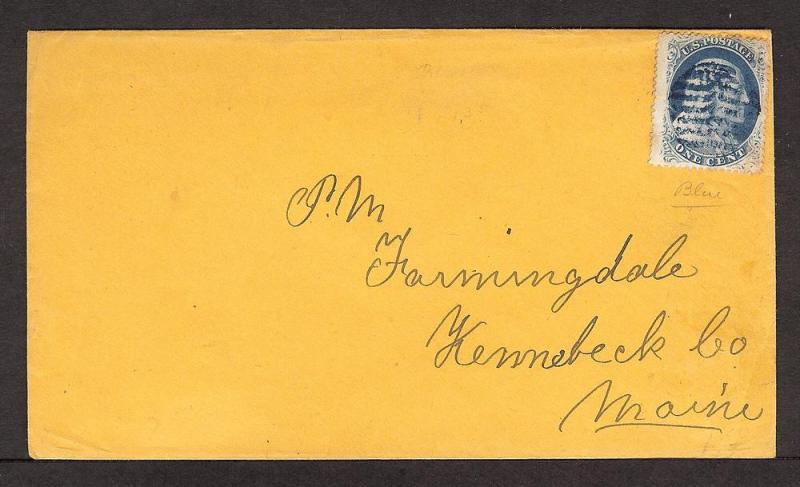 U.S. POSTAGE
ONE CENT
Blue
P. M
Farmingdale
Kennebeck Co
Maine